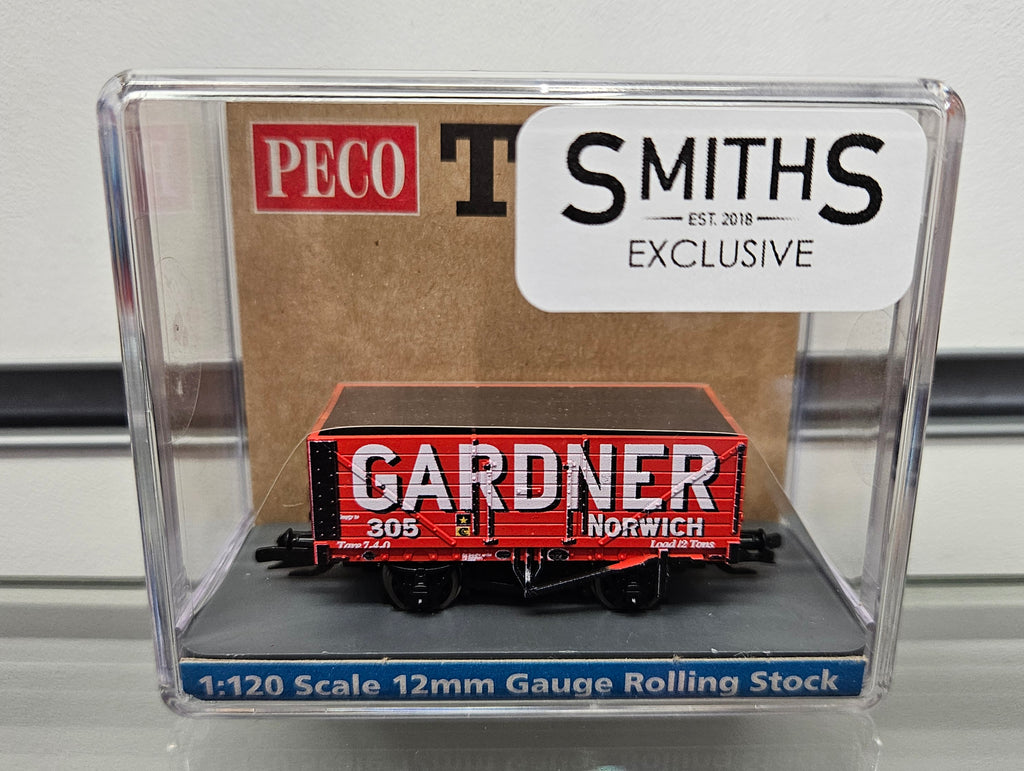 PECO
T
SMITHS
EST. 2018
EXCLUSIVE
GARDNER
305 NORWICH
Tare 7-4-0 Load 12 Tons
1:120 Scale 12mm Gauge Rolling Stock